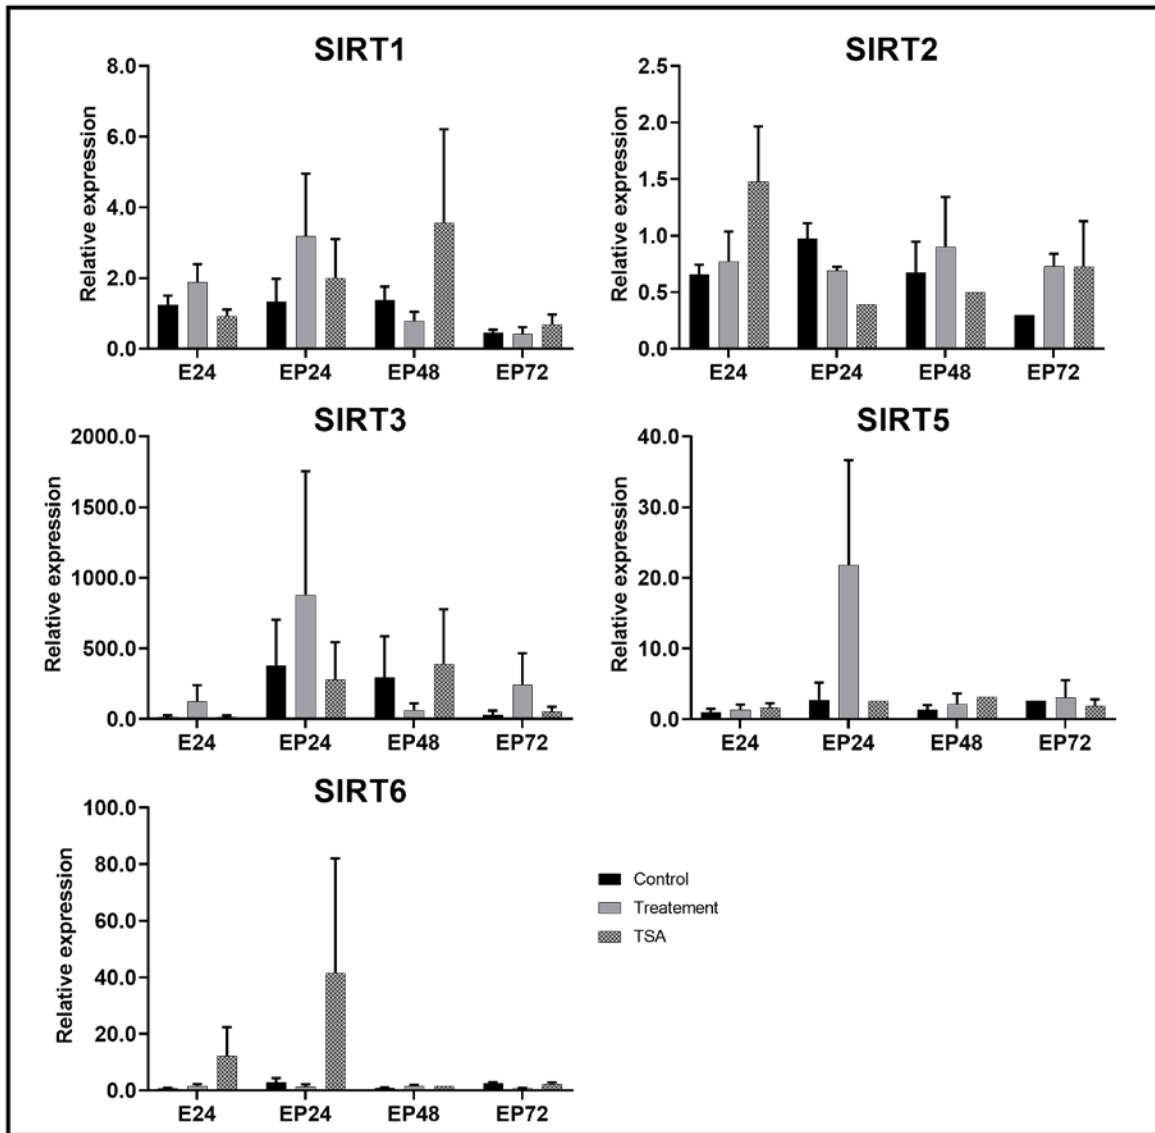 SIRT1
Relative expression
8.0
6.0
4.0
2.0
0.0
E24 EP24 EP48 EP72
SIRT2
Relative expression
2.5
2.0
1.5
1.0
0.5
0.0
E24 EP24 EP48 EP72
SIRT3
Relative expression
2000.0
1500.0
1000.0
500.0
0.0
E24 EP24 EP48 EP72
SIRT5
Relative expression
40.0
30.0
20.0
10.0
0.0
E24 EP24 EP48 EP72
SIRT6
Relative expression
100.0
80.0
60.0
40.0
20.0
0.0
E24 EP24 EP48 EP72
Control
Treatement
TSA